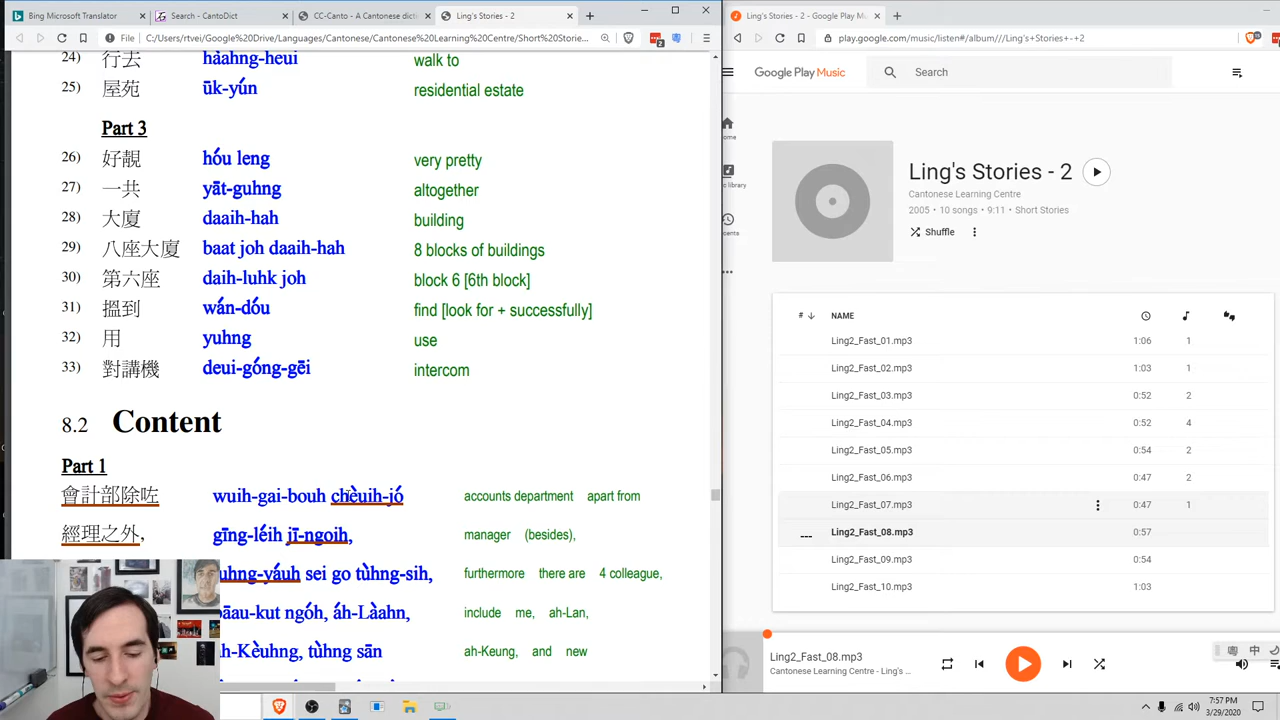 Bing Microsoft Translator
Search - CantoDict
CC-Canto - A Cantonese dicti
Ling's Stories - 2
Ling's Stories - 2 - Google Play Mus
File C:/Users/rtvei/Google%20Drive/Languages/Cantonese/Cantonese%20Learning%20Centre/Short%20Storie...
play.google.com/music/listen#/album///Ling's+Stories+-+2
24) 行去 hàahng-heui walk to
25) 屋苑 ūk-yún residential estate
Part 3
26) 好靚 hóu leng very pretty
27) 一共 yāt-guhng altogether
28) 大廈 daaih-hah building
29) 八座大廈 baat joh daaih-hah 8 blocks of buildings
30) 第六座 daih-luhk joh block 6 [6th block]
31) 搵到 wán-dóu find [look for + successfully]
32) 用 yuhng use
33) 對講機 deui-góng-gēi intercom
8.2 Content
Part 1
會計部除咗 wuih-gai-bouh chèuih-jó accounts department apart from
經理之外, gīng-léih jī-ngoih, manager (besides),
uhng-yáuh sei go tùhng-sih, furthermore there are 4 colleague,
bāau-kut ngóh, áh-Làahn, include me, ah-Lan,
h-Kèuhng, tùhng sān ah-Keung, and new
Google Play Music
Search
ome
ic library
cents
Ling's Stories - 2
Cantonese Learning Centre
2005 • 10 songs • 9:11 • Short Stories
Shuffle
# NAME
Ling2_Fast_01.mp3 1:06 1
Ling2_Fast_02.mp3 1:03 1
Ling2_Fast_03.mp3 0:52 2
Ling2_Fast_04.mp3 0:52 4
Ling2_Fast_05.mp3 0:54 2
Ling2_Fast_06.mp3 0:47 2
Ling2_Fast_07.mp3 0:47 1
Ling2_Fast_08.mp3 0:57
Ling2_Fast_09.mp3 0:54
Ling2_Fast_10.mp3 1:03
Ling2_Fast_08.mp3
Cantonese Learning Centre - Ling's ...
中
7:57 PM
3/29/2020